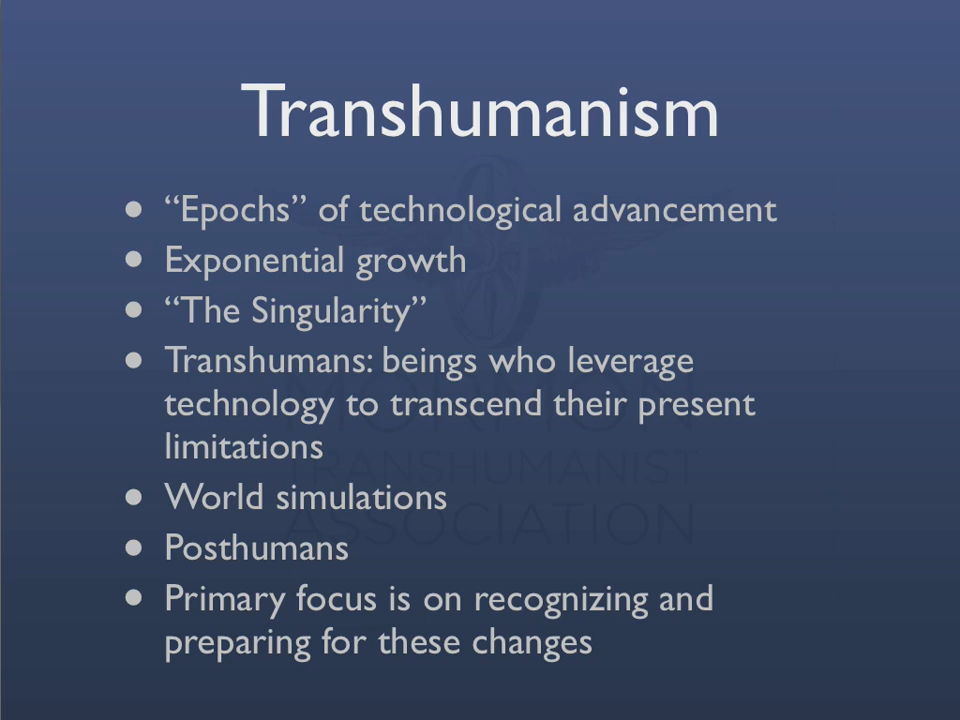 Transhumanism
• “Epochs” of technological advancement
• Exponential growth
• “The Singularity”
• Transhumans: beings who leverage
technology to transcend their present
limitations
• World simulations
• Posthumans
• Primary focus is on recognizing and
preparing for these changes
MORMON
TRANSHUMANIST
ASSOCIATION